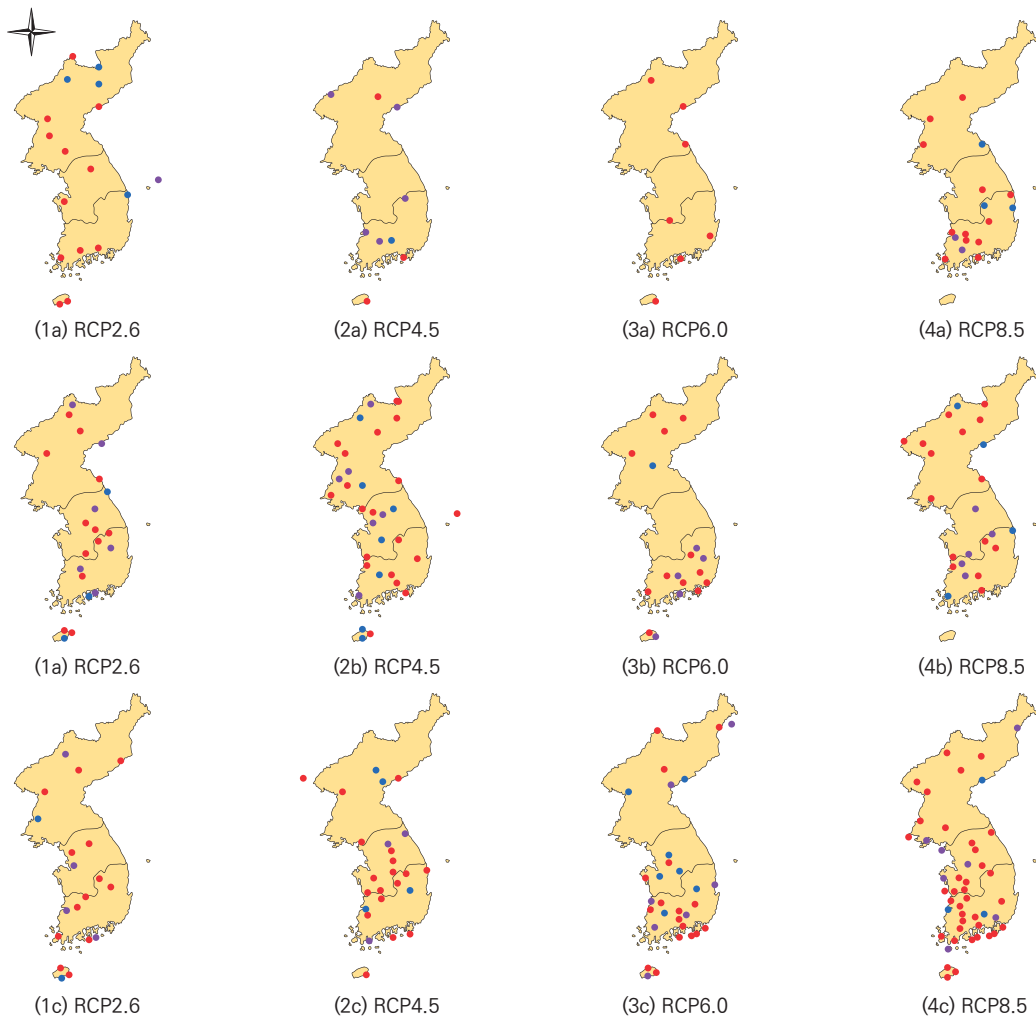 (1a) RCP2.6
(2a) RCP4.5
(3a) RCP6.0
(4a) RCP8.5
(1a) RCP2.6
(2b) RCP4.5
(3b) RCP6.0
(4b) RCP8.5
(1c) RCP2.6
(2c) RCP4.5
(3c) RCP6.0
(4c) RCP8.5